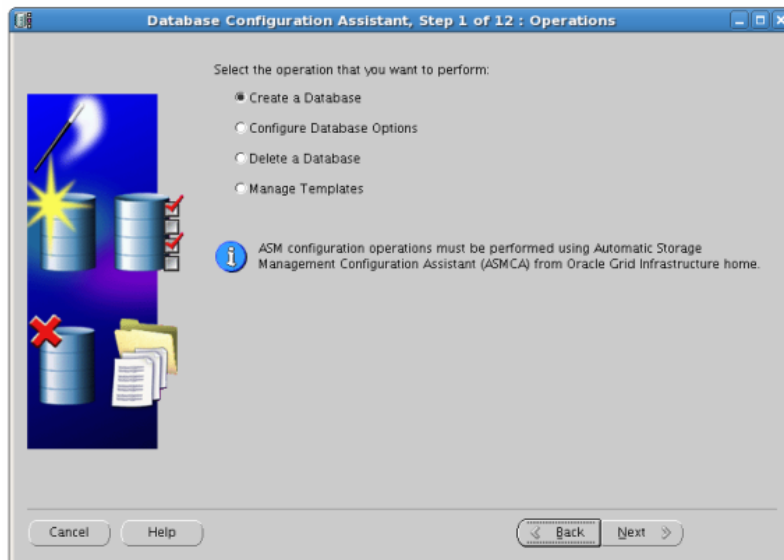 Database Configuration Assistant, Step 1 of 12 : Operations
Select the operation that you want to perform:
Create a Database
Configure Database Options
Delete a Database
Manage Templates
ASM configuration operations must be performed using Automatic Storage
Management Configuration Assistant (ASMCA) from Oracle Grid Infrastructure home.
Cancel Help Back Next